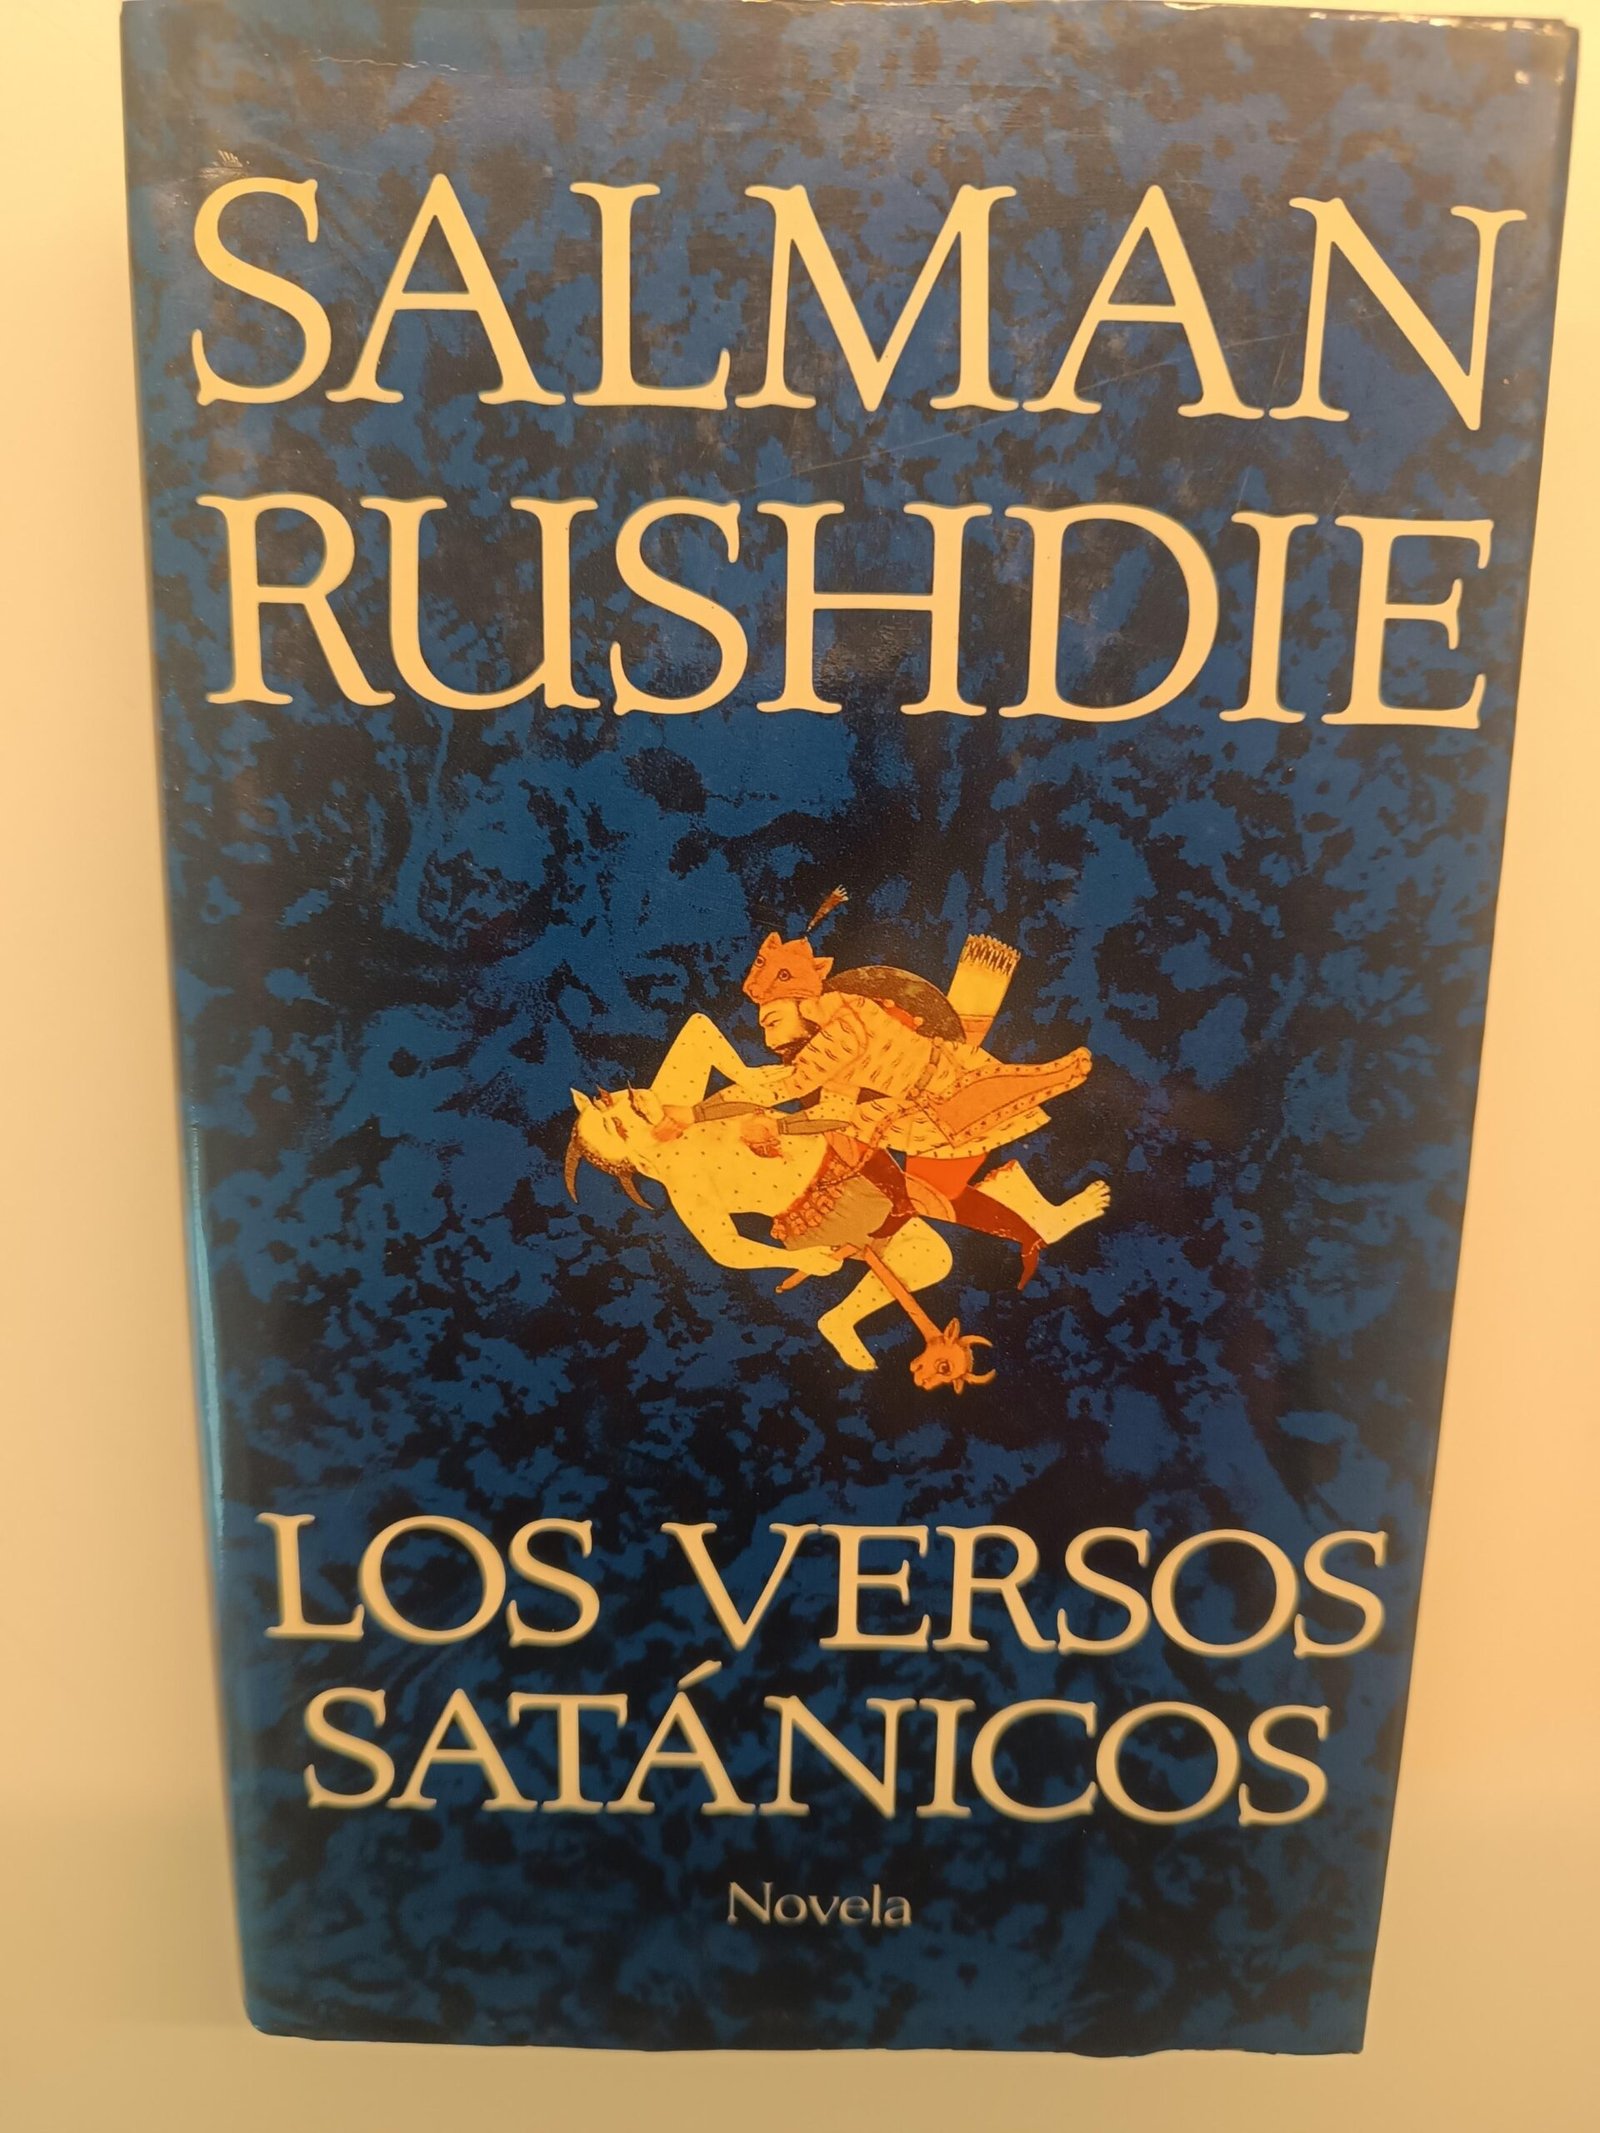 SALMAN
RUSHDIE
LOS VERSOS
SATÁNICOS
Novela